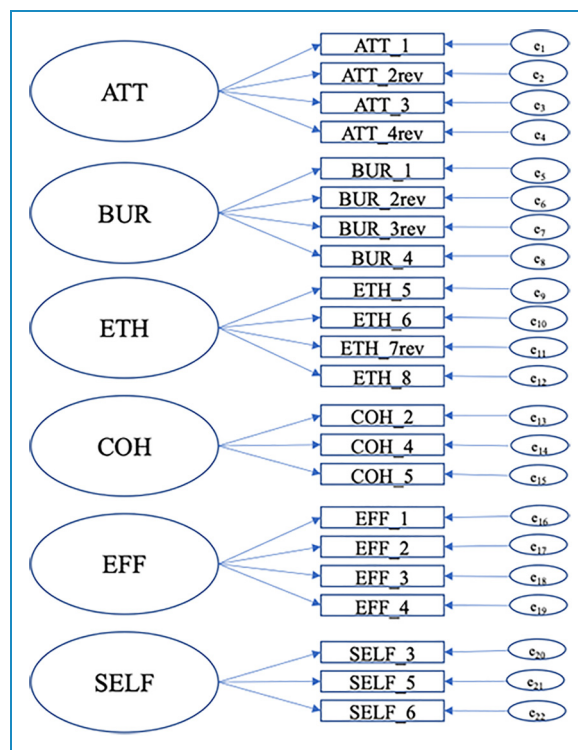 ATT
ATT_1
e1
ATT_2rev
e2
ATT_3
e3
ATT_4rev
e4
BUR
BUR_1
e5
BUR_2rev
e6
BUR_3rev
e7
BUR_4
e8
ETH
ETH_5
e9
ETH_6
e10
ETH_7rev
e11
ETH_8
e12
COH
COH_2
e13
COH_4
e14
COH_5
e15
EFF
EFF_1
e16
EFF_2
e17
EFF_3
e18
EFF_4
e19
SELF
SELF_3
e20
SELF_5
e21
SELF_6
e22